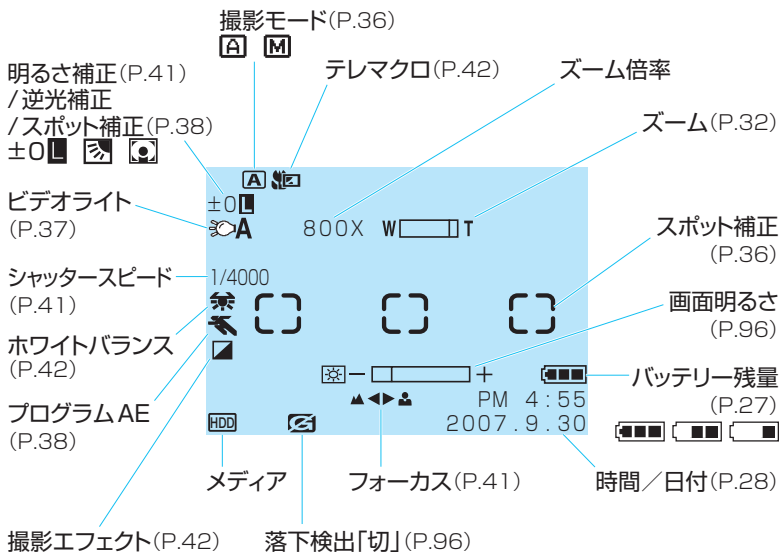 撮影モード(P.36)
A M
明るさ補正(P.41)
/逆光補正
/スポット補正(P.38)
±0L
テレマクロ(P.42)
ズーム倍率
ズーム(P.32)
A
±0L
ビデオライト
(P.37)
A
800X W T
スポット補正
(P.36)
シャッタースピード
(P.41)
1/4000
画面明るさ
(P.96)
ホワイトバランス
(P.42)
− +
バッテリー残量
(P.27)
プログラムAE
(P.38)
PM 4:55
HDD
2007.9.30
メディア
フォーカス(P.41)
時間/日付(P.28)
撮影エフェクト(P.42)
落下検出「切」(P.96)